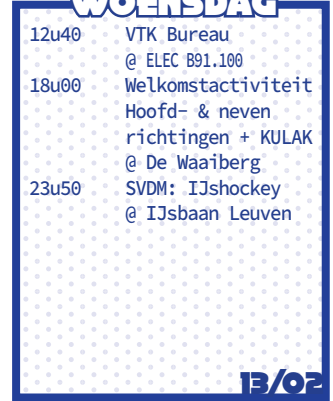 WOENSDAG
12u40 VTK Bureau
@ ELEC B91.100
18u00 Welkomstactiviteit
Hoofd- & neven
richtingen + KULAK
@ De Waaiberg
23u50 SVDM: IJshockey
@ IJsbaan Leuven
13/02